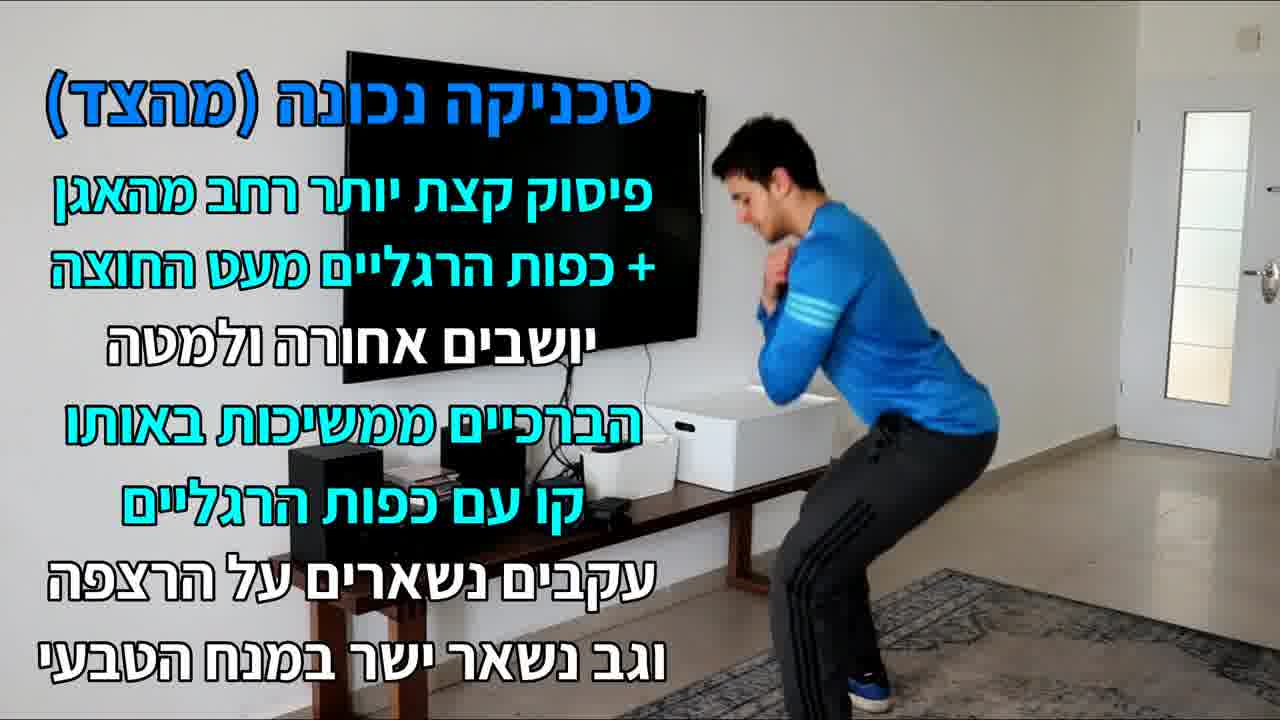 טכניקה נכונה (מהצד)
פיסוק קצת יותר רחב מהאגן
+ כפות הרגליים מעט החוצה
יושבים אחורה ולמטה
הברכיים ממשיכות באותו
קו עם כפות הרגליים
עקבים נשארים על הרצפה
וגב נשאר ישר במנח הטבעי